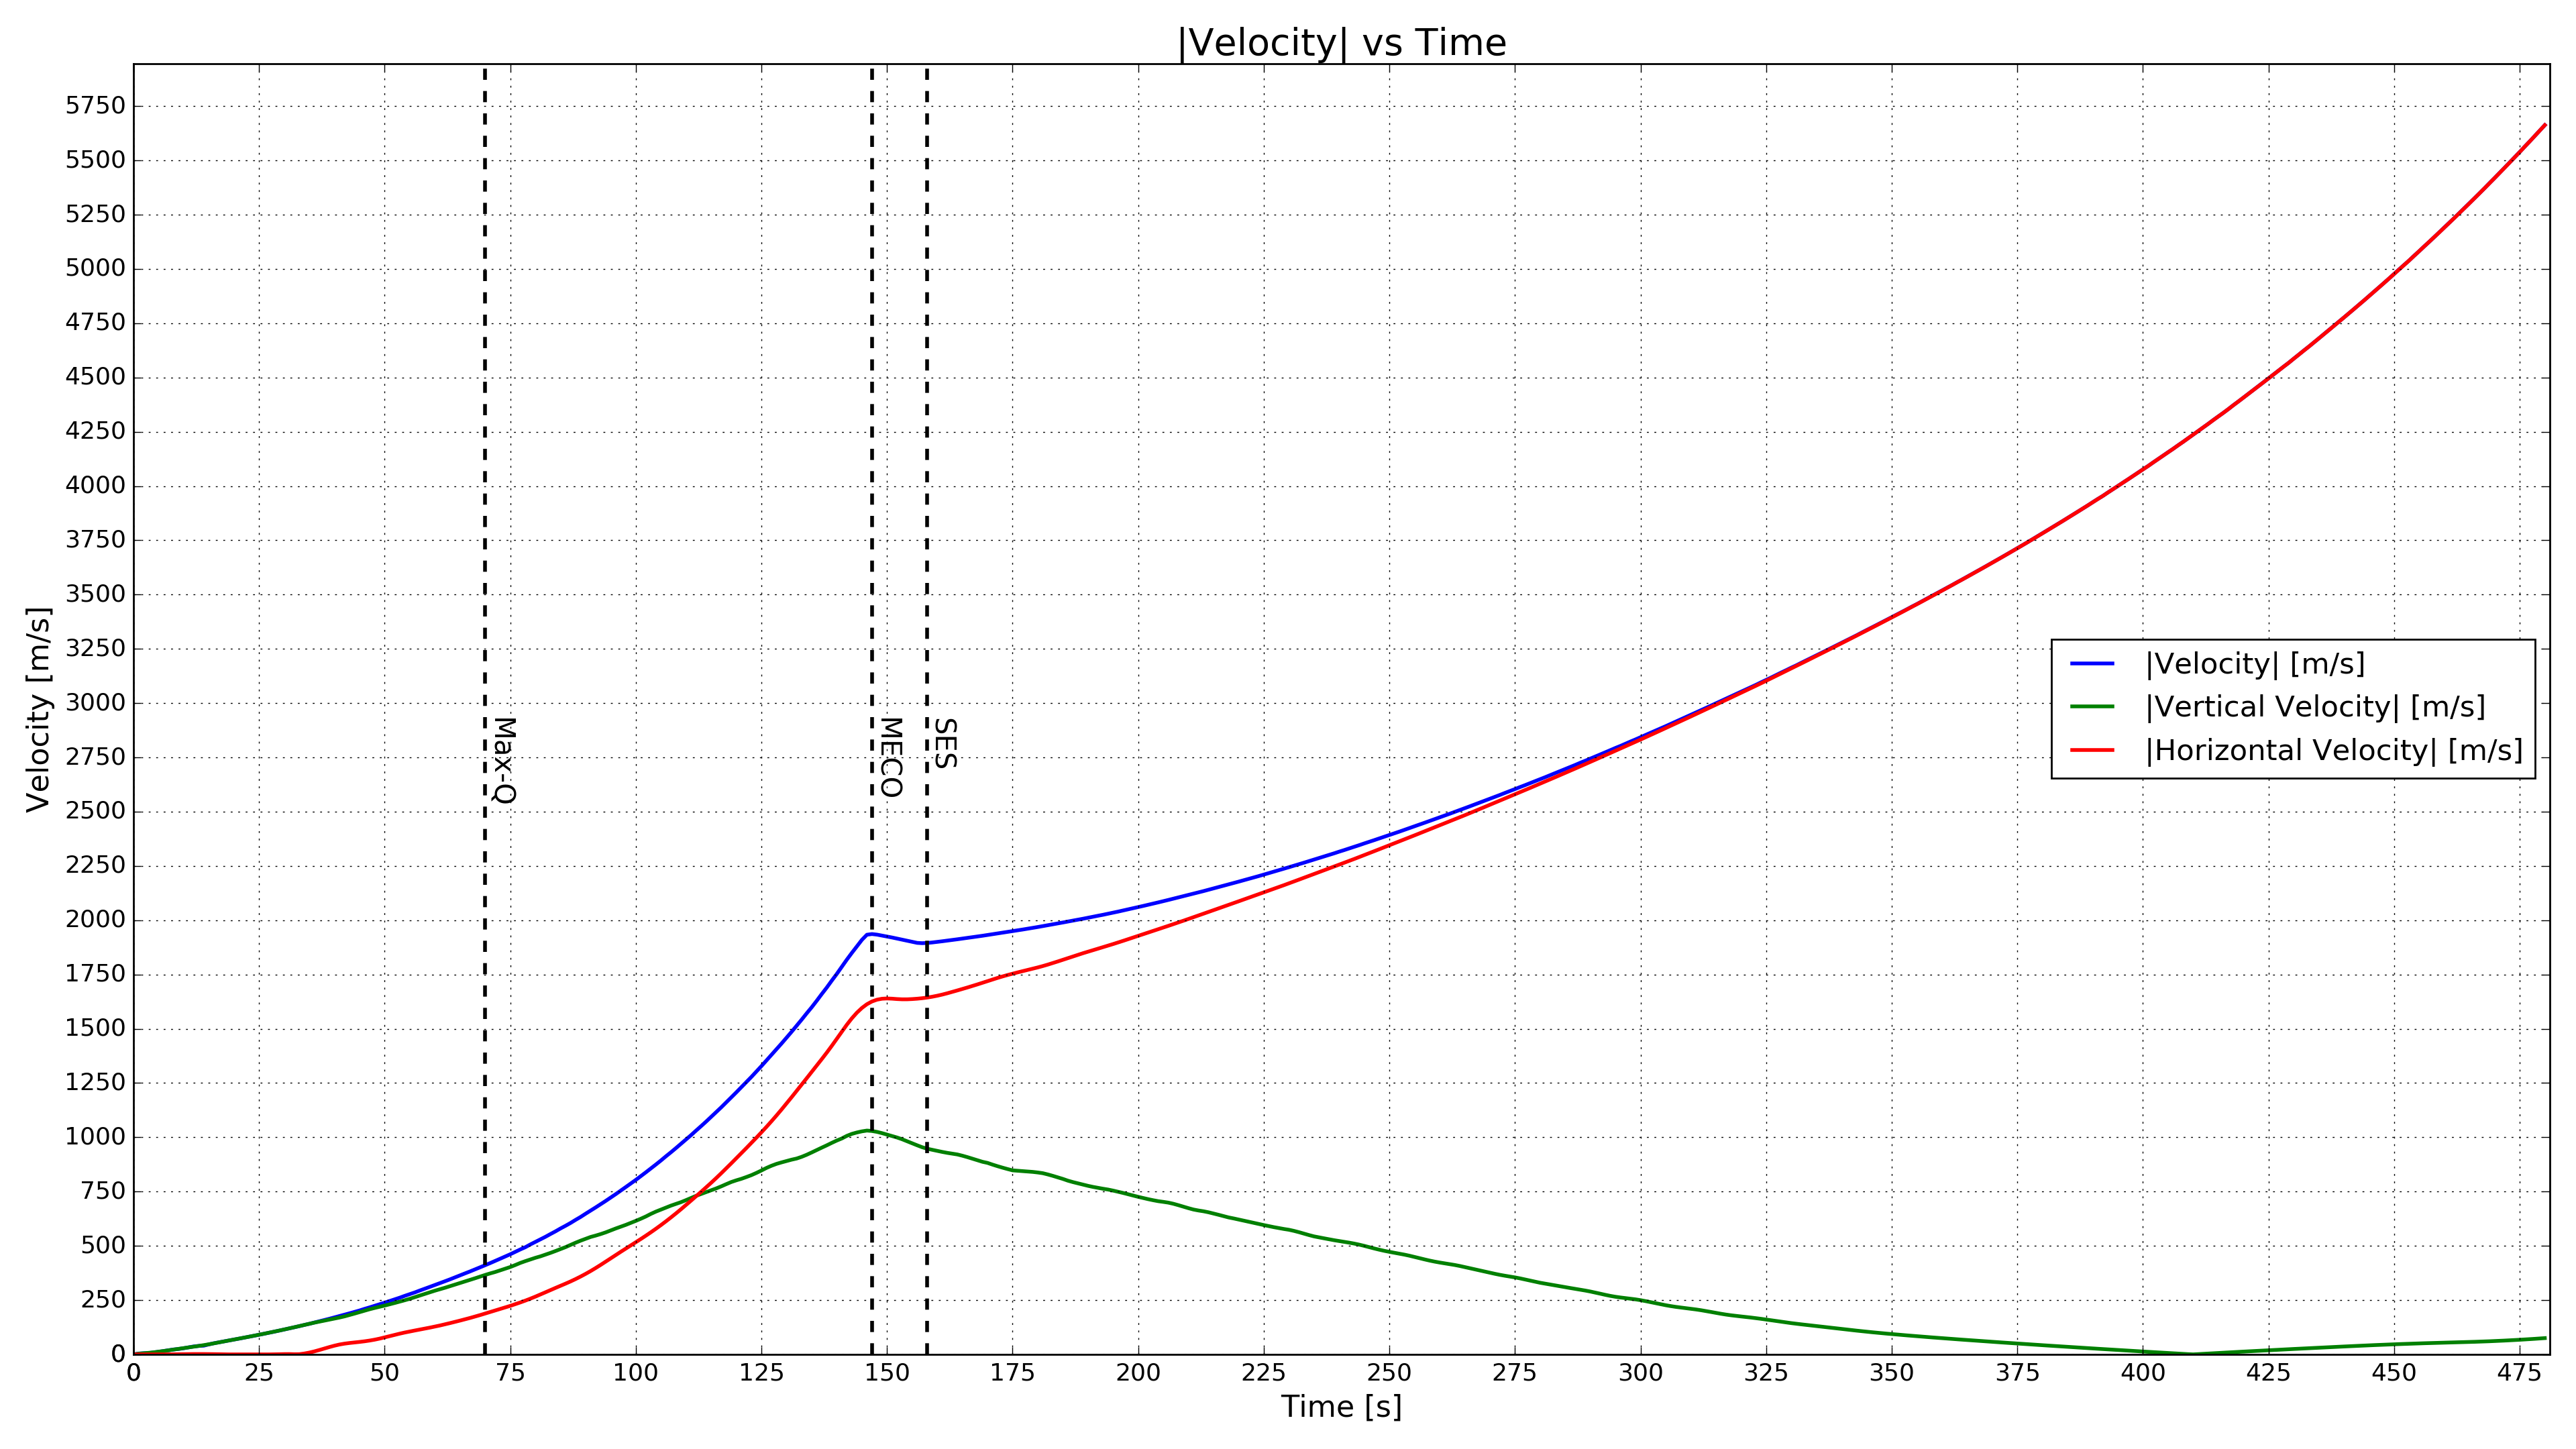 |Velocity| vs Time
Velocity [m/s]
5750
5500
5250
5000
4750
4500
4250
4000
3750
3500
3250
3000
2750
2500
2250
2000
1750
1500
1250
1000
750
500
250
0
Max-Q
MECO
SES
|Velocity| [m/s]
|Vertical Velocity| [m/s]
|Horizontal Velocity| [m/s]
0 25 50 75 100 125 150 175 200 225 250 275 300 325 350 375 400 425 450 475
Time [s]